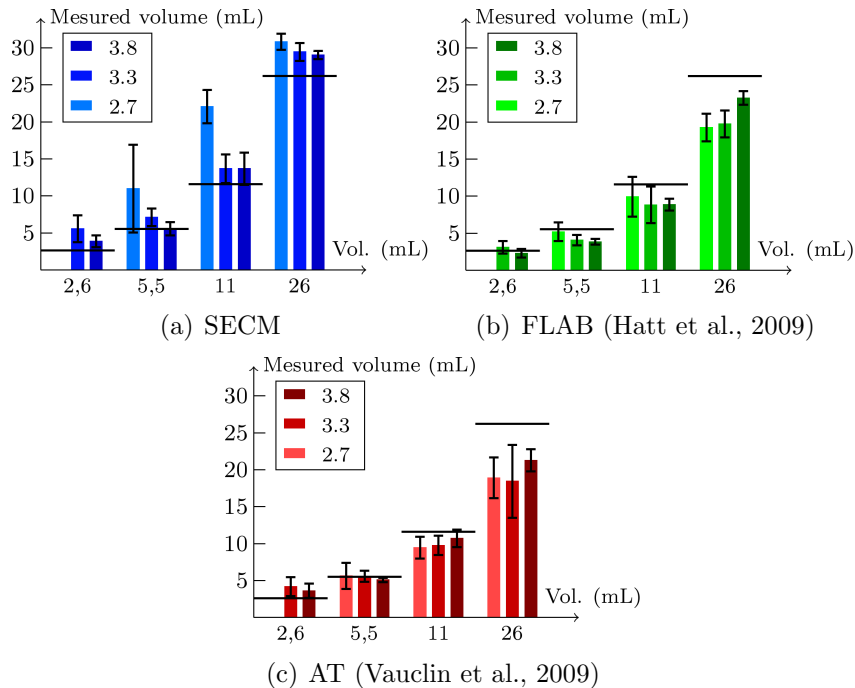 Mesured volume (mL)
30
25
20
15
10
5
3.8
3.3
2.7
Vol. (mL)
2,6 5,5 11 26
(a) SECM
Mesured volume (mL)
30
25
20
15
10
5
3.8
3.3
2.7
Vol. (mL)
2,6 5,5 11 26
(b) FLAB (Hatt et al., 2009)
Mesured volume (mL)
30
25
20
15
10
5
3.8
3.3
2.7
Vol. (mL)
2,6 5,5 11 26
(c) AT (Vauclin et al., 2009)